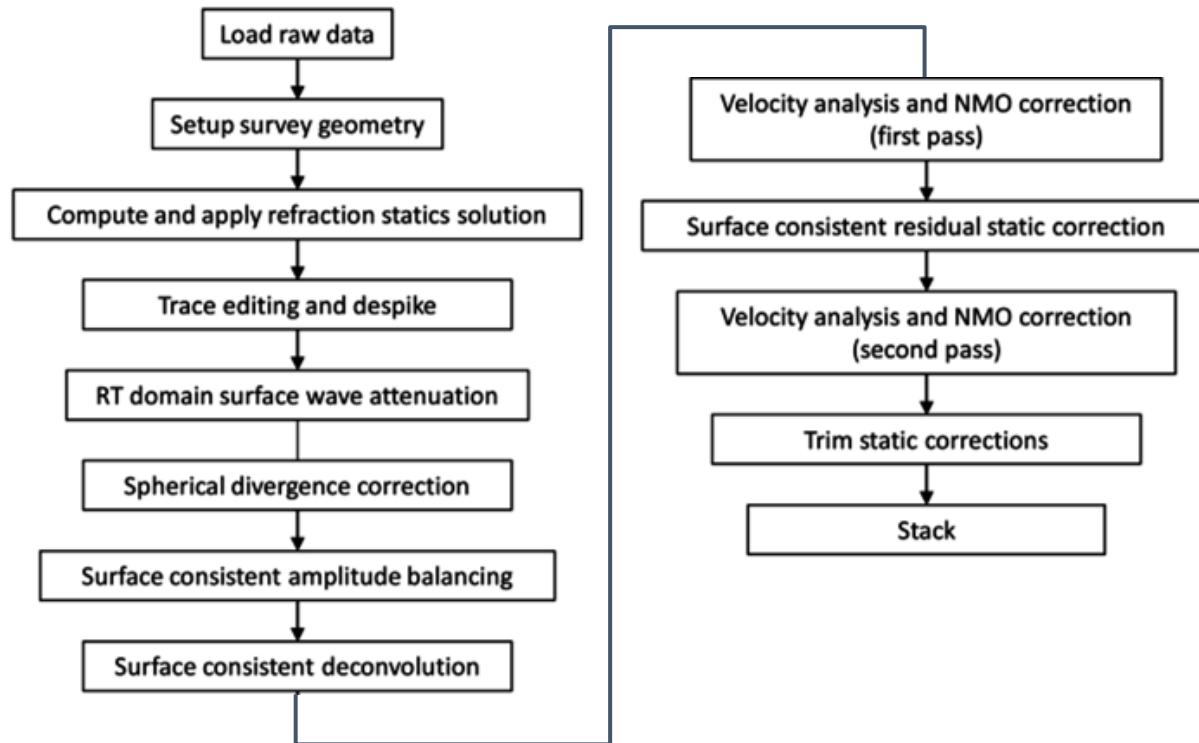 Load raw data
Setup survey geometry
Compute and apply refraction statics solution
Trace editing and despike
RT domain surface wave attenuation
Spherical divergence correction
Surface consistent amplitude balancing
Surface consistent deconvolution
Velocity analysis and NMO correction
(first pass)
Surface consistent residual static correction
Velocity analysis and NMO correction
(second pass)
Trim static corrections
Stack